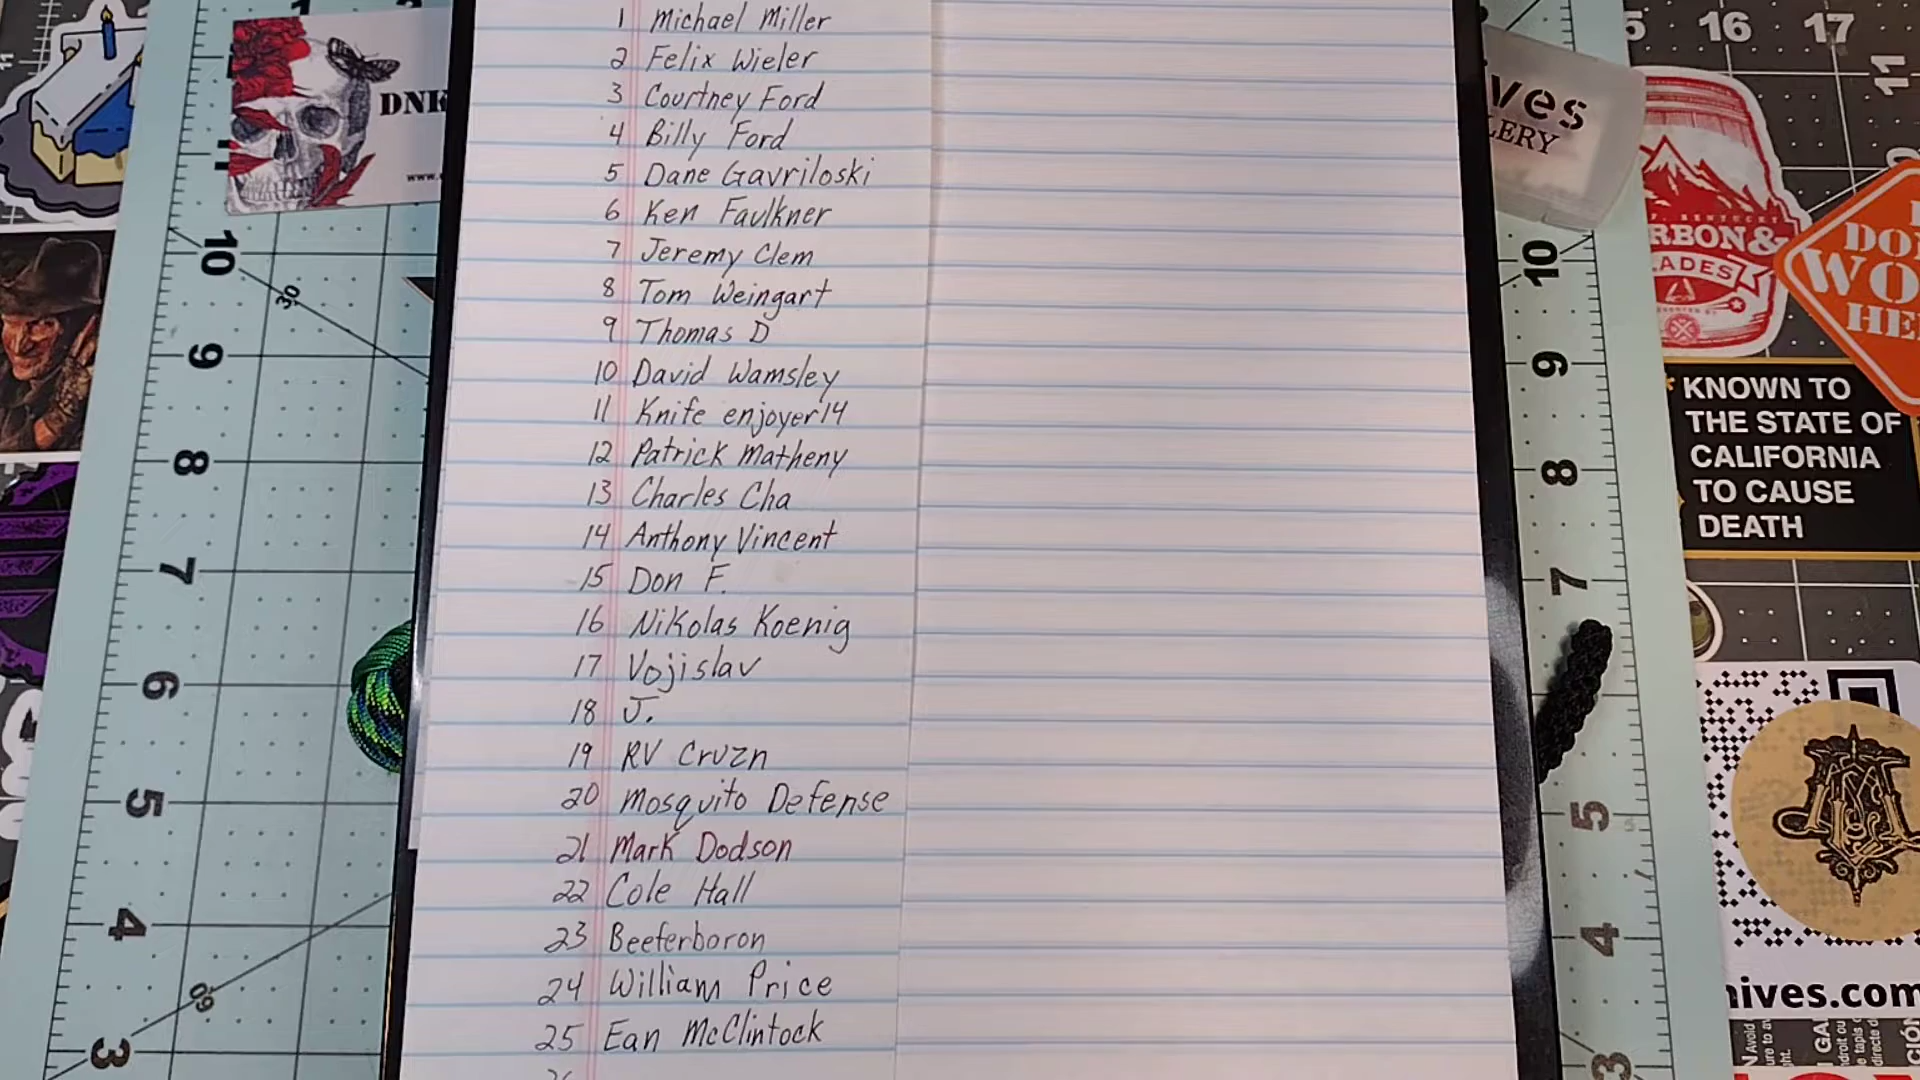 1 Michael Miller
2 Felix Wieler
3 Courtney Ford
4 Billy Ford
5 Dane Gavriloski
6 Ken Faulkner
7 Jeremy Clem
8 Tom Weingart
9 Thomas D
10 David Wamsley
11 Knife enjoyer14
12 Patrick Matheny
13 Charles Cha
14 Anthony Vincent
15 Don F.
16 Nikolas Koenig
17 Vojislav
18 J.
19 RV Cruzn
20 Mosquito Defense
21 Mark Dodson
22 Cole Hall
23 Beeferboron
24 William Price
25 Ean McClintock
DNK
www.
10
30
9
8
7
6
5
4
60
3
16 17
11
10
9
8
7
5
4
3
KNOWN TO
THE STATE OF
CALIFORNIA
TO CAUSE
DEATH